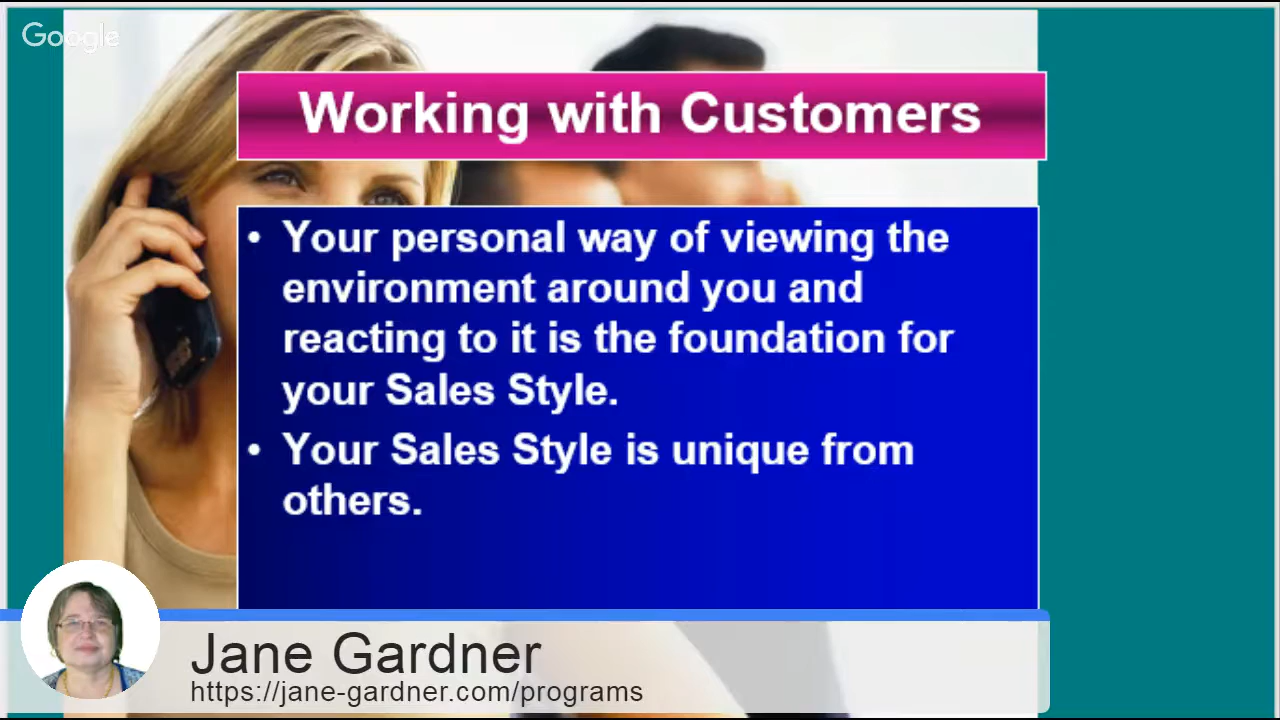 Google
Working with Customers
• Your personal way of viewing the
environment around you and
reacting to it is the foundation for
your Sales Style.
• Your Sales Style is unique from
others.
Jane Gardner
https://jane-gardner.com/programs